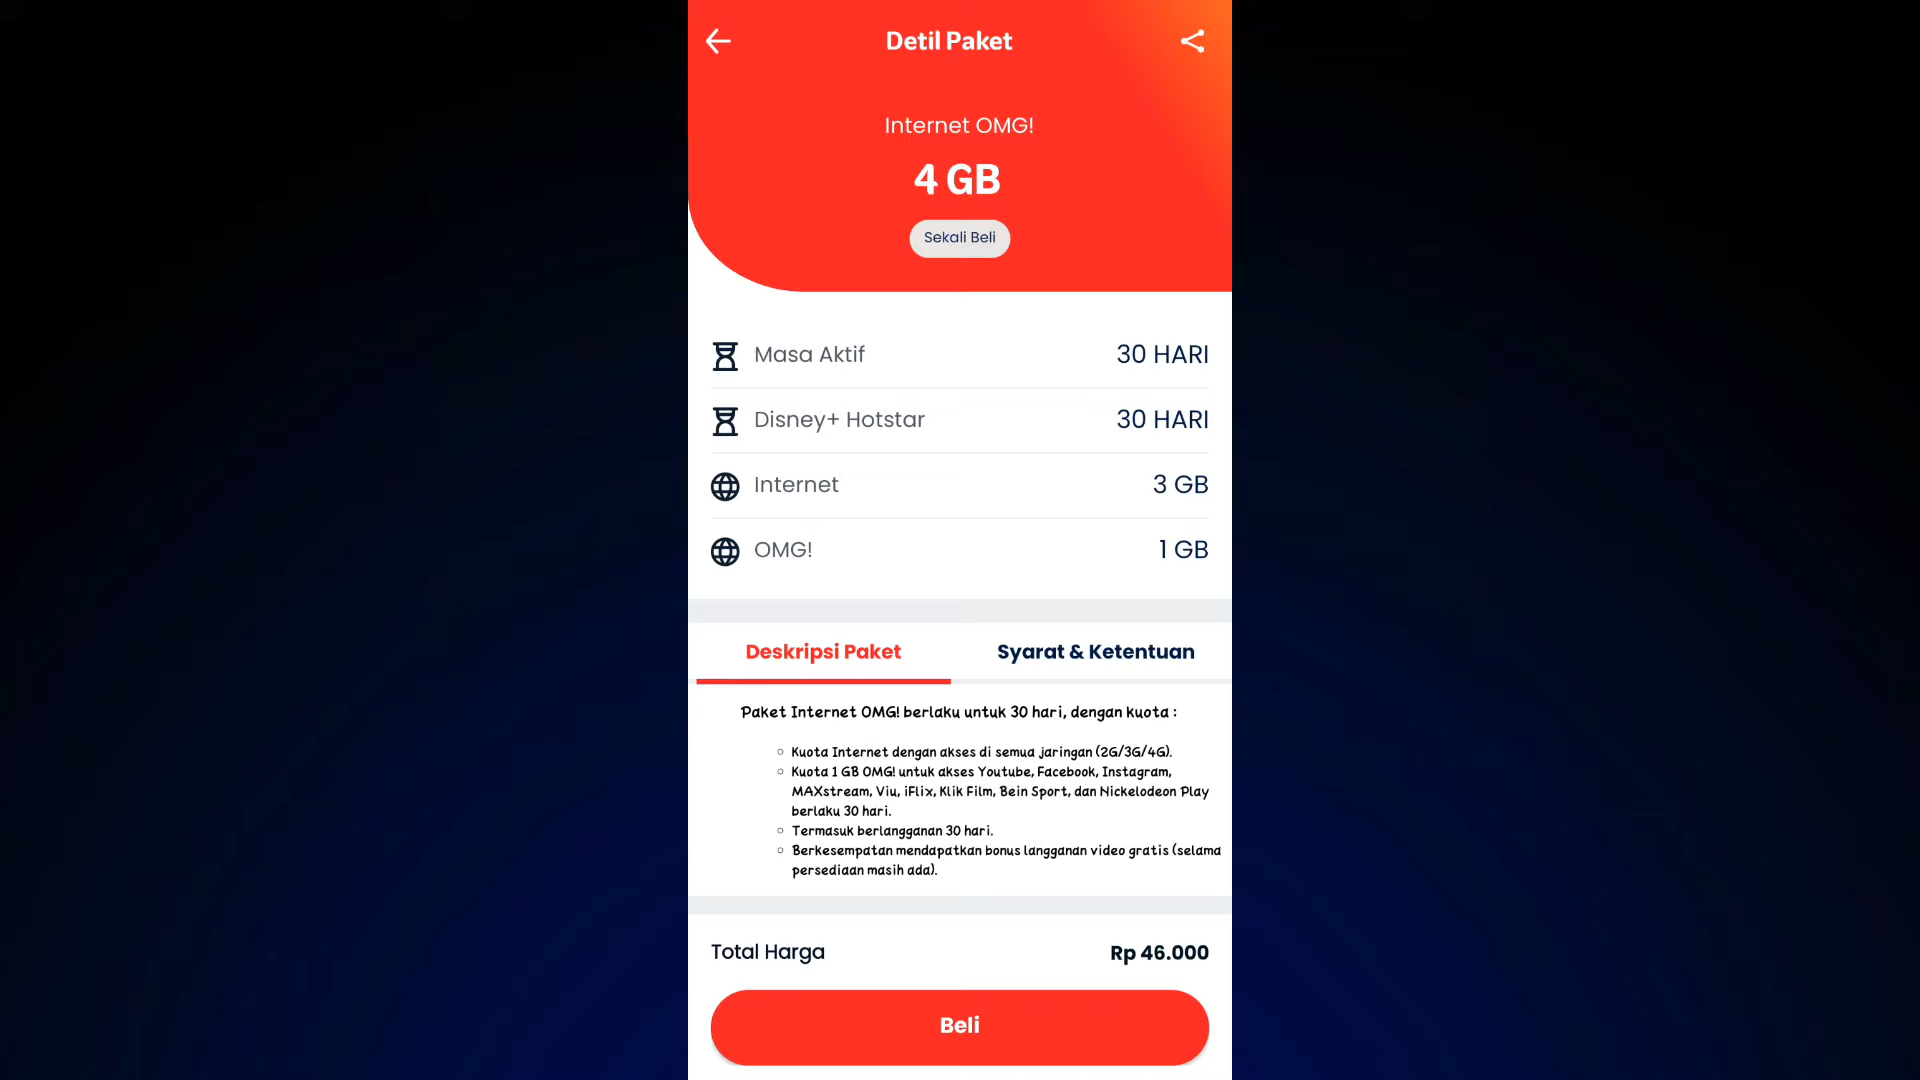 Detil Paket
Internet OMG!
4 GB
Sekali Beli
Masa Aktif 30 HARI
Disney+ Hotstar 30 HARI
Internet 3 GB
OMG! 1 GB
Deskripsi Paket Syarat & Ketentuan
Paket Internet OMG! berlaku untuk 30 hari, dengan kuota :
Kuota Internet dengan akses di semua jaringan (2G/3G/4G).
Kuota 1 GB OMG! untuk akses Youtube, Facebook, Instagram,
MAXstream, Viu, iFlix, Klik Film, Bein Sport, dan Nickelodeon Play
berlaku 30 hari.
Termasuk berlangganan 30 hari.
Berkesempatan mendapatkan bonus langganan video gratis (selama
persediaan masih ada).
Total Harga Rp 46.000
Beli